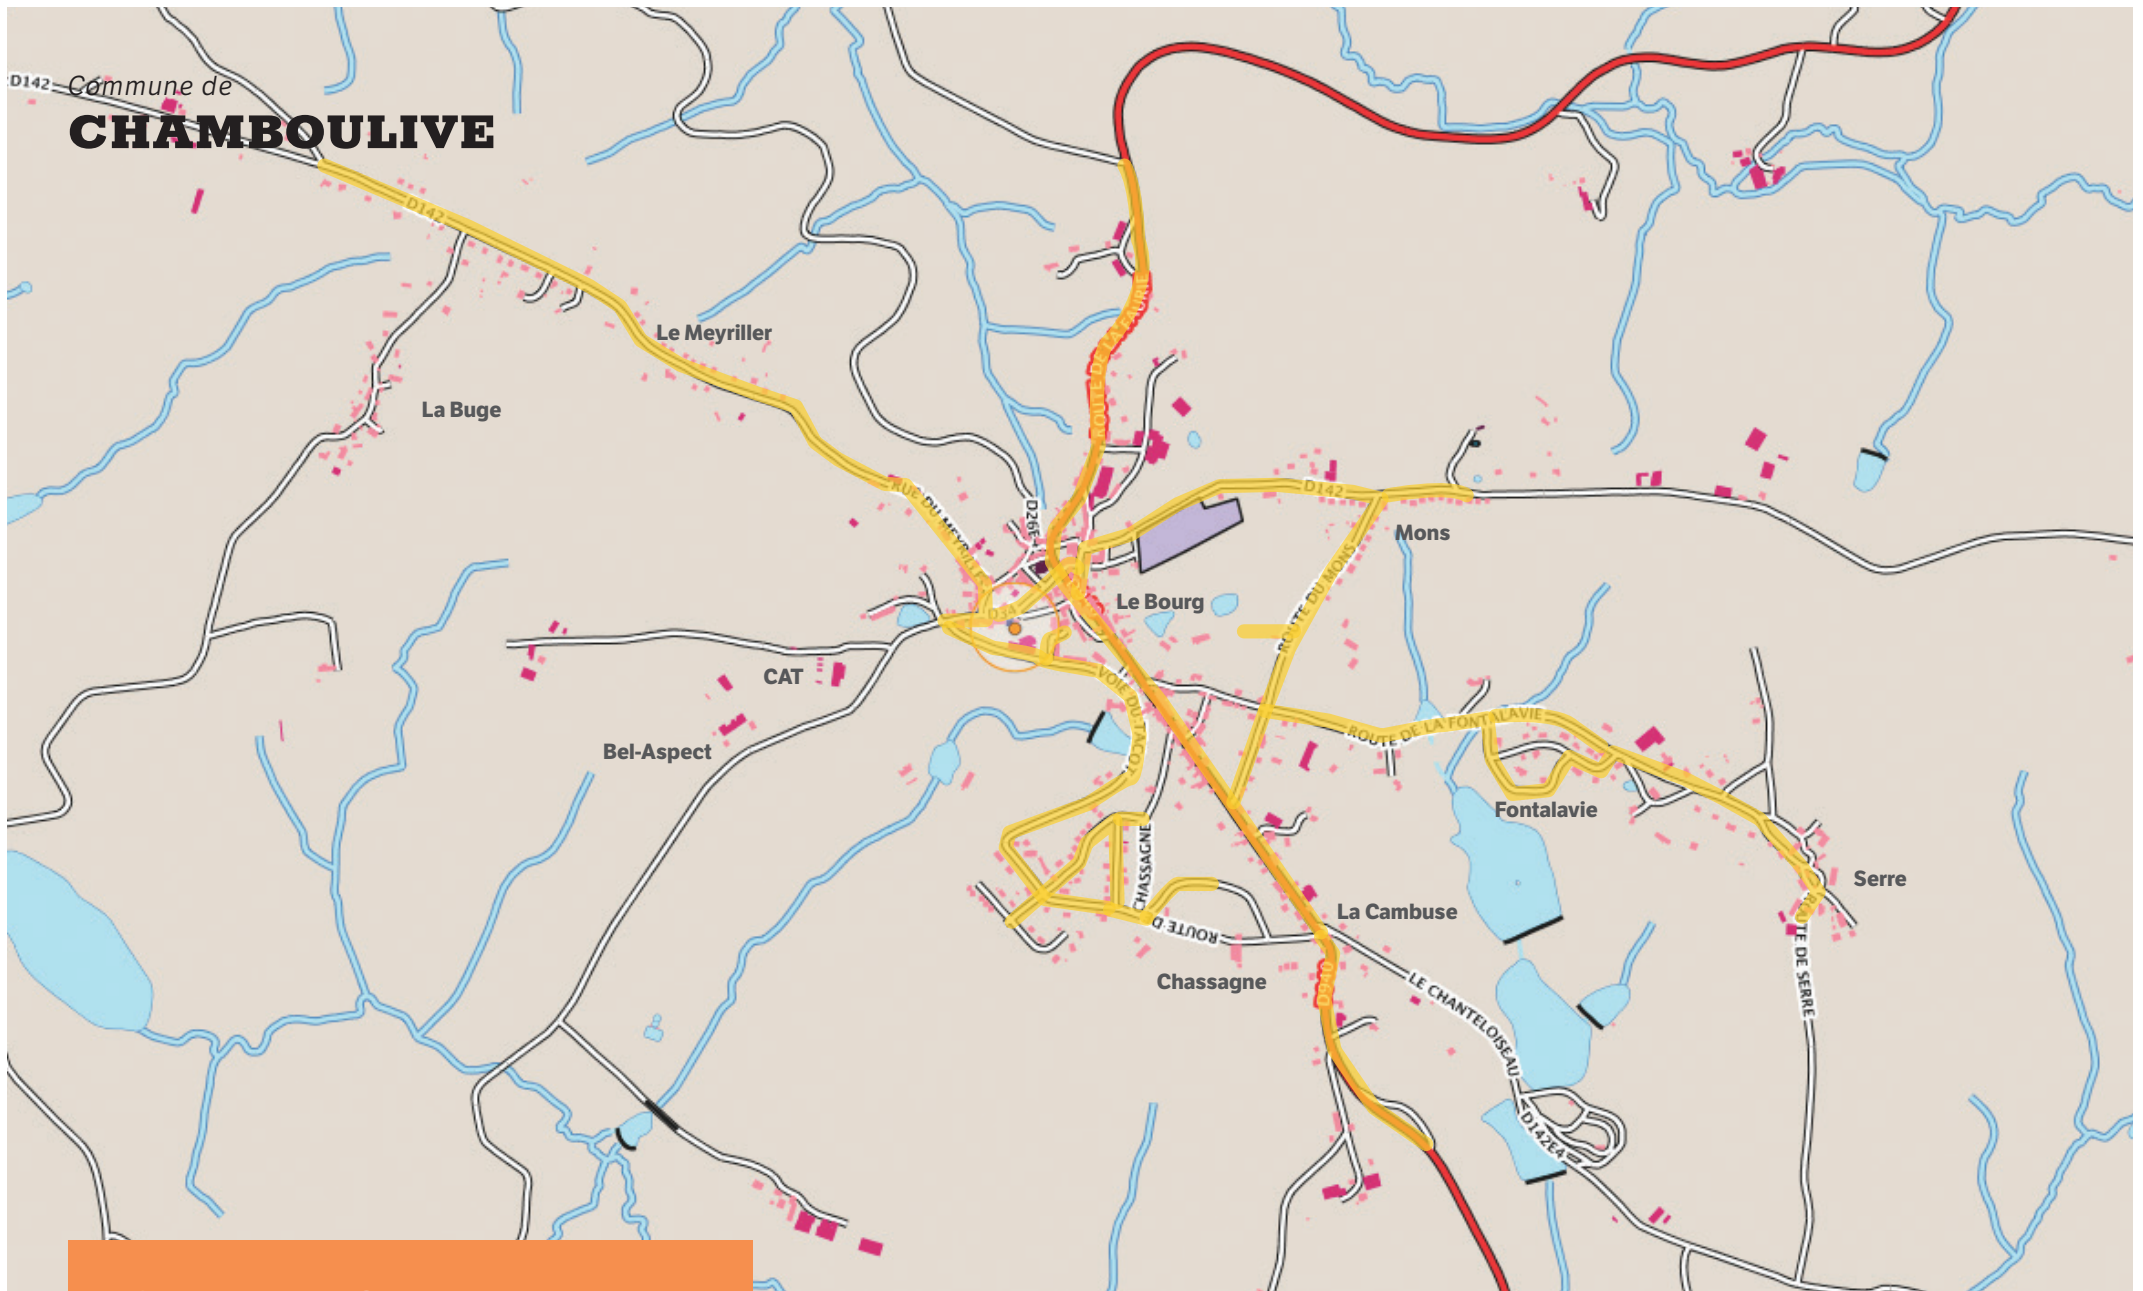 D142
Commune de
CHAMBOULIVE
D142
ROUTE DE LA FAURIE
Le Meyriller
La Buge
RUE DU MEYRILLER
D26E4
D142
Mons
ROUTE DU MONS
Le Bourg
D34
CAT
VOIE DU TACOT
Bel-Aspect
ROUTE DE LA FONTALAVIE
Fontalavie
CHASSAGNE
Serre
La Cambuse
ROUTE D
ROUTE DE SERRE
Chassagne
D940
LE CHANTELOISEAU
D142E4